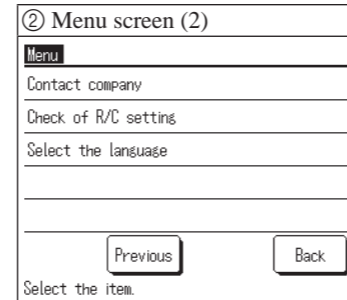 ② Menu screen (2)
Menu
Contact company
Check of R/C setting
Select the language
Previous Back
Select the item.